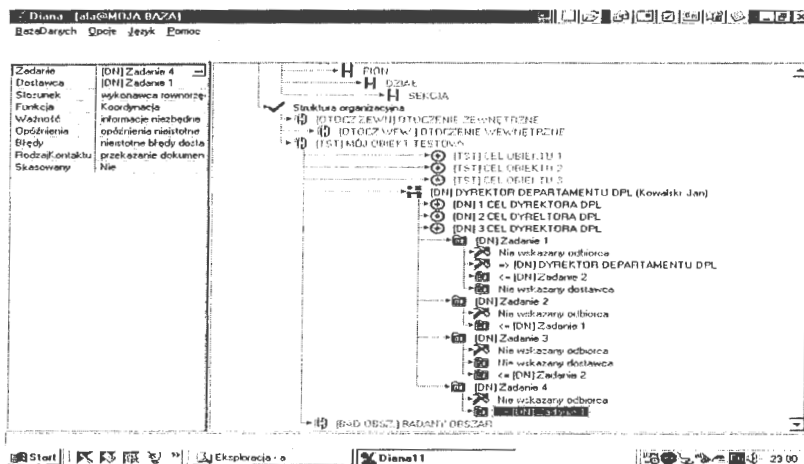 Diana [ala@MOJA BAZA]
BazaDanych Opcje Język Pomoc
Zadanie [DN] Zadanie 4
Dostawca [DN] Zadanie 1
Stosunek wykonawca równorzę
Funkcja Koordynacja
Ważność informacje niezbędne
Opóźnienia opóźnienia nieistotne
Błędy nieistotne błędy dosta
RodzajKontaktu przekazanie dokumen
Skasowany Nie
PION
DZIAŁ
SEKCJA
Struktura organizacyjna
[OTOCZ.ZEWN] OTOCZENIE ZEWNĘTRZNE
[OTOCZ.WEW.] OTOCZENIE WEWNĘTRZNE
[TST] MÓJ OBIEKT TESTOWY
[TST] CEL OBIEKTU 1
[TST] CEL OBIEKTU 2
[TST] CEL OBIEKTU 3
[DN] DYREKTOR DEPARTAMENTU DPL (Kowalski Jan)
[DN] 1 CEL DYREKTORA DPL
[DN] 2 CEL DYREKTORA DPL
[DN] 3 CEL DYREKTORA DPL
[DN] Zadanie 1
Nie wskazany odbiorca
=> [DN] DYREKTOR DEPARTAMENTU DPL
<= [DN] Zadanie 2
Nie wskazany dostawca
[DN] Zadanie 2
Nie wskazany odbiorca
<= [DN] Zadanie 1
[DN] Zadanie 3
Nie wskazany odbiorca
Nie wskazany dostawca
<= [DN] Zadanie 2
[DN] Zadanie 4
Nie wskazany odbiorca
<= [DN] Zadanie 1
[BAD.OBSZ.] BADANY OBSZAR
Start Eksploracja - a Diana11 23:00